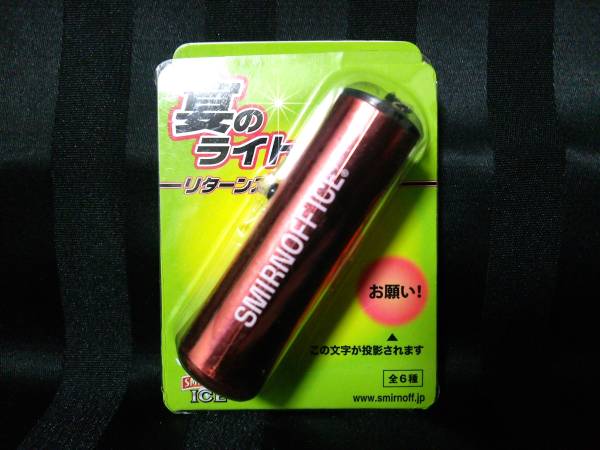 宴の
ライト
リターンズ
SMIRNOFF ICE®
お願い!
▲
この文字が投影されます
全6種
ICE
www.smirnoff.jp